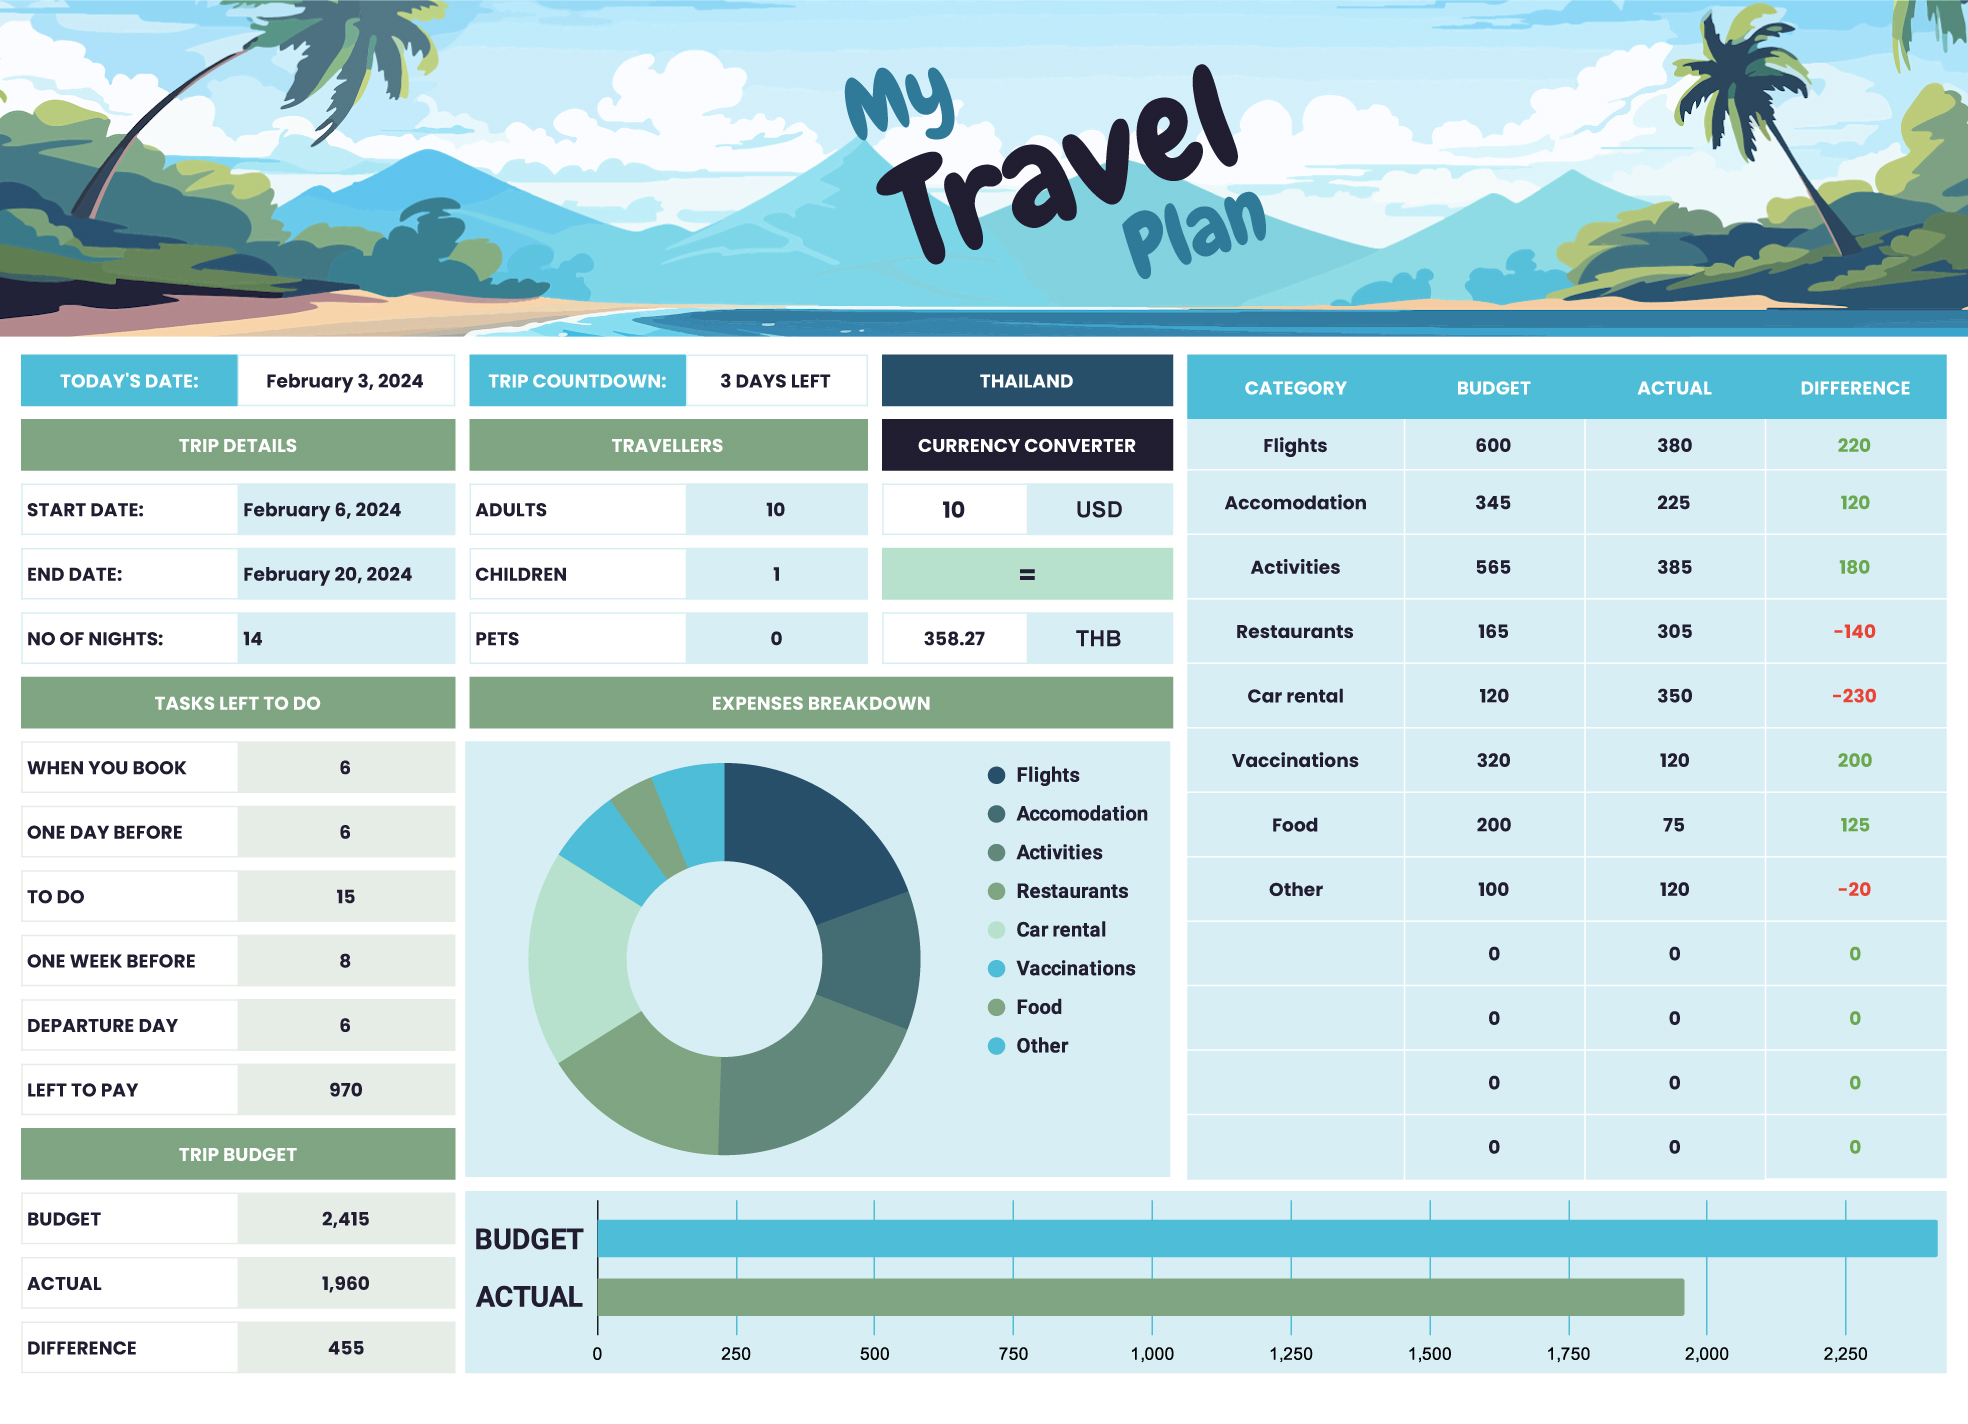 My
Travel
Plan
TODAY'S DATE: February 3, 2024
TRIP COUNTDOWN: 3 DAYS LEFT
THAILAND
TRIP DETAILS
START DATE: February 6, 2024
END DATE: February 20, 2024
NO OF NIGHTS: 14
TRAVELLERS
ADULTS 10
CHILDREN 1
PETS 0
CURRENCY CONVERTER
10 USD
=
358.27 THB
TASKS LEFT TO DO
WHEN YOU BOOK 6
ONE DAY BEFORE 6
TO DO 15
ONE WEEK BEFORE 8
DEPARTURE DAY 6
LEFT TO PAY 970
TRIP BUDGET
BUDGET 2,415
ACTUAL 1,960
DIFFERENCE 455
EXPENSES BREAKDOWN
Flights
Accomodation
Activities
Restaurants
Car rental
Vaccinations
Food
Other
CATEGORY BUDGET ACTUAL DIFFERENCE
Flights 600 380 220
Accomodation 345 225 120
Activities 565 385 180
Restaurants 165 305 -140
Car rental 120 350 -230
Vaccinations 320 120 200
Food 200 75 125
Other 100 120 -20
0 0 0
0 0 0
0 0 0
0 0 0
BUDGET
ACTUAL
0 250 500 750 1,000 1,250 1,500 1,750 2,000 2,250